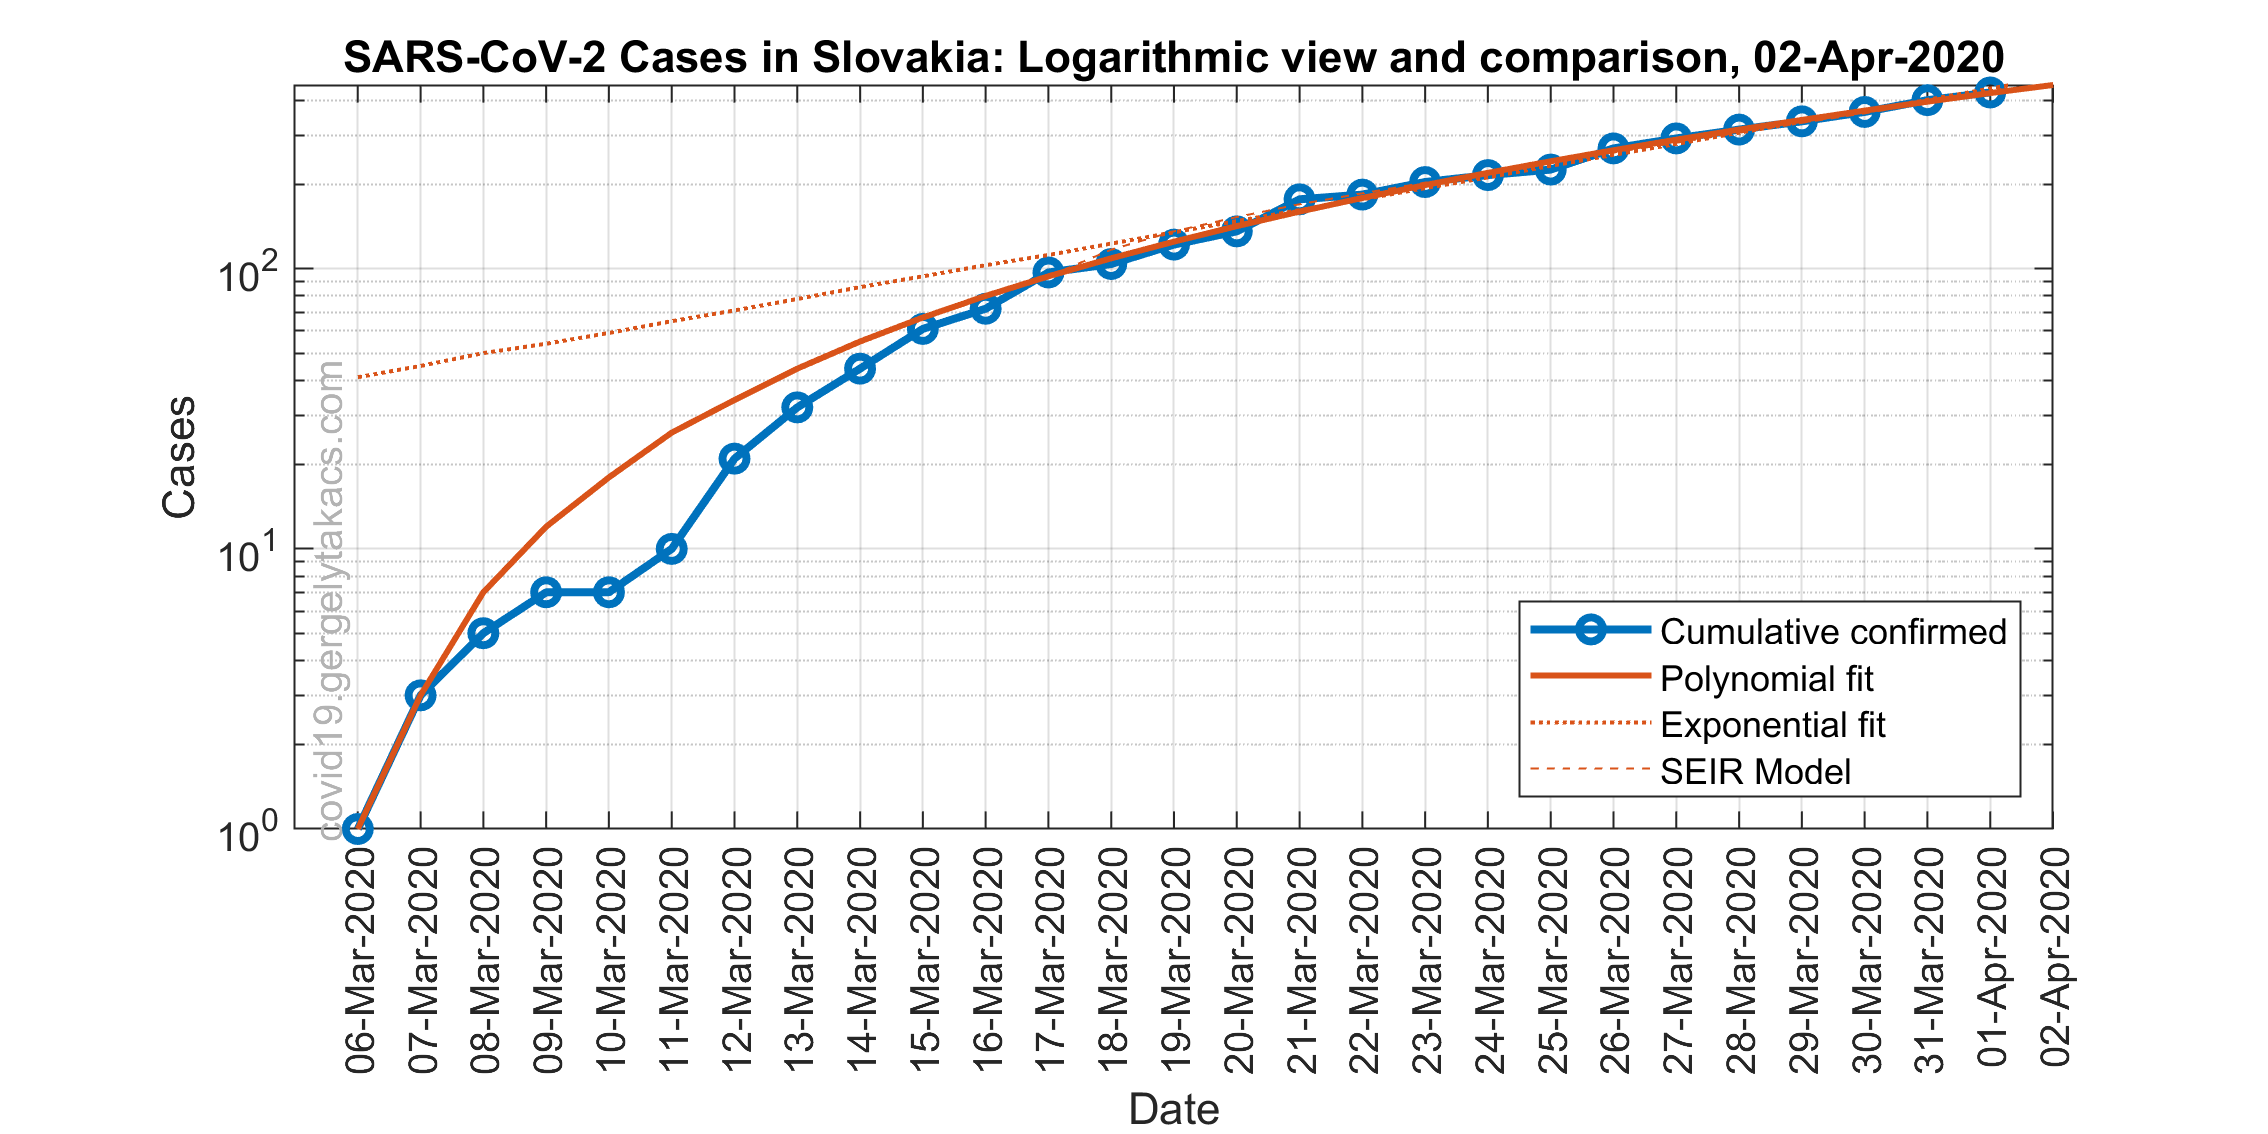 SARS-CoV-2 Cases in Slovakia: Logarithmic view and comparison, 02-Apr-2020
Cases
10^2
10^1
10^0
covid19.gergelytakacs.com
Cumulative confirmed
Polynomial fit
Exponential fit
SEIR Model
06-Mar-2020
07-Mar-2020
08-Mar-2020
09-Mar-2020
10-Mar-2020
11-Mar-2020
12-Mar-2020
13-Mar-2020
14-Mar-2020
15-Mar-2020
16-Mar-2020
17-Mar-2020
18-Mar-2020
19-Mar-2020
20-Mar-2020
21-Mar-2020
22-Mar-2020
23-Mar-2020
24-Mar-2020
25-Mar-2020
26-Mar-2020
27-Mar-2020
28-Mar-2020
29-Mar-2020
30-Mar-2020
31-Mar-2020
01-Apr-2020
02-Apr-2020
Date